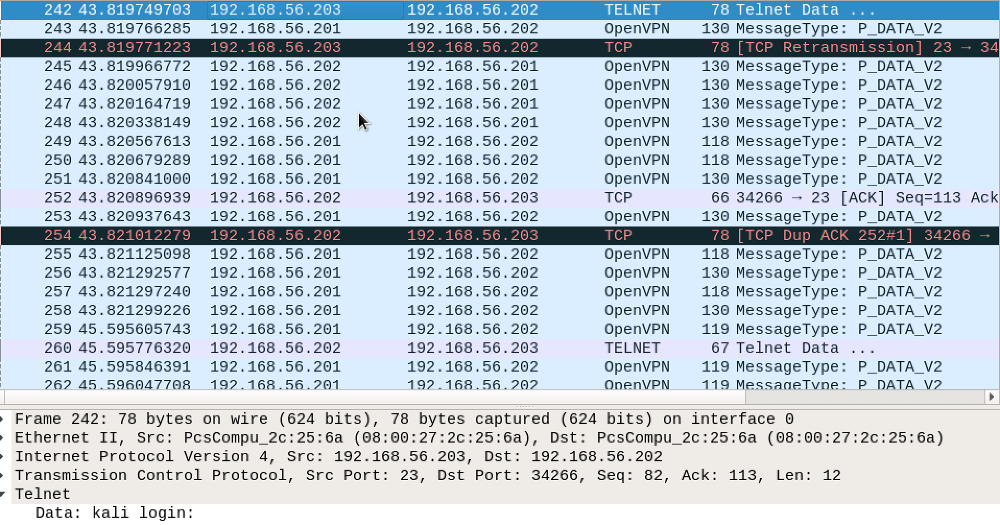 242 43.819749703 192.168.56.203 192.168.56.202 TELNET 78 Telnet Data ...
243 43.819766285 192.168.56.201 192.168.56.202 OpenVPN 130 MessageType: P_DATA_V2
244 43.819771223 192.168.56.203 192.168.56.202 TCP 78 [TCP Retransmission] 23 → 34
245 43.819966772 192.168.56.202 192.168.56.201 OpenVPN 130 MessageType: P_DATA_V2
246 43.820057910 192.168.56.202 192.168.56.201 OpenVPN 130 MessageType: P_DATA_V2
247 43.820164719 192.168.56.202 192.168.56.201 OpenVPN 130 MessageType: P_DATA_V2
248 43.820338149 192.168.56.202 192.168.56.201 OpenVPN 130 MessageType: P_DATA_V2
249 43.820567613 192.168.56.201 192.168.56.202 OpenVPN 118 MessageType: P_DATA_V2
250 43.820679289 192.168.56.201 192.168.56.202 OpenVPN 118 MessageType: P_DATA_V2
251 43.820841000 192.168.56.201 192.168.56.202 OpenVPN 130 MessageType: P_DATA_V2
252 43.820896939 192.168.56.202 192.168.56.203 TCP 66 34266 → 23 [ACK] Seq=113 Ack
253 43.820937643 192.168.56.201 192.168.56.202 OpenVPN 130 MessageType: P_DATA_V2
254 43.821012279 192.168.56.202 192.168.56.203 TCP 78 [TCP Dup ACK 252#1] 34266 →
255 43.821125098 192.168.56.201 192.168.56.202 OpenVPN 118 MessageType: P_DATA_V2
256 43.821292577 192.168.56.201 192.168.56.202 OpenVPN 130 MessageType: P_DATA_V2
257 43.821297240 192.168.56.201 192.168.56.202 OpenVPN 118 MessageType: P_DATA_V2
258 43.821299226 192.168.56.201 192.168.56.202 OpenVPN 130 MessageType: P_DATA_V2
259 45.595605743 192.168.56.201 192.168.56.202 OpenVPN 119 MessageType: P_DATA_V2
260 45.595776320 192.168.56.202 192.168.56.203 TELNET 67 Telnet Data ...
261 45.595846391 192.168.56.201 192.168.56.202 OpenVPN 119 MessageType: P_DATA_V2
262 45.596047708 192.168.56.201 192.168.56.202 OpenVPN 119 MessageType: P_DATA_V2
Frame 242: 78 bytes on wire (624 bits), 78 bytes captured (624 bits) on interface 0
Ethernet II, Src: PcsCompu_2c:25:6a (08:00:27:2c:25:6a), Dst: PcsCompu_2c:25:6a (08:00:27:2c:25:6a)
Internet Protocol Version 4, Src: 192.168.56.203, Dst: 192.168.56.202
Transmission Control Protocol, Src Port: 23, Dst Port: 34266, Seq: 82, Ack: 113, Len: 12
Telnet
Data: kali login: